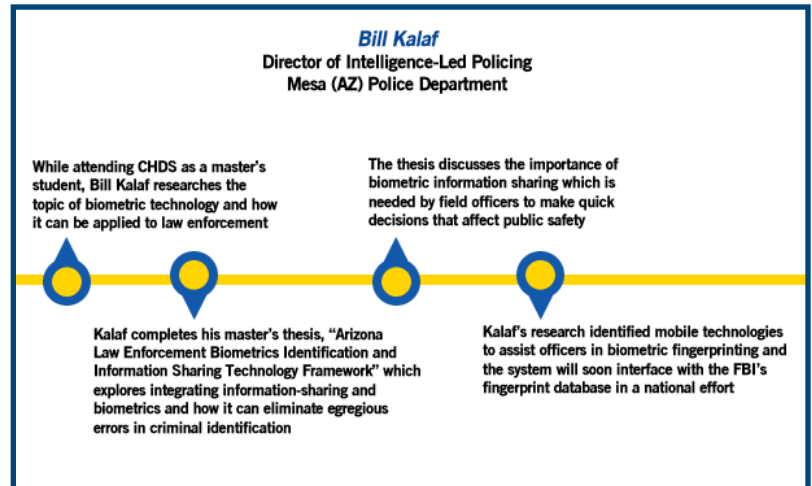 Bill Kalaf
Director of Intelligence-Led Policing
Mesa (AZ) Police Department
While attending CHDS as a master's
student, Bill Kalaf researches the
topic of biometric technology and how
it can be applied to law enforcement
Kalaf completes his master's thesis, “Arizona
Law Enforcement Biometrics Identification and
Information Sharing Technology Framework” which
explores integrating information-sharing and
biometrics and how it can eliminate egregious
errors in criminal identification
The thesis discusses the importance of
biometric information sharing which is
needed by field officers to make quick
decisions that affect public safety
Kalaf's research identified mobile technologies
to assist officers in biometric fingerprinting and
the system will soon interface with the FBI's
fingerprint database in a national effort